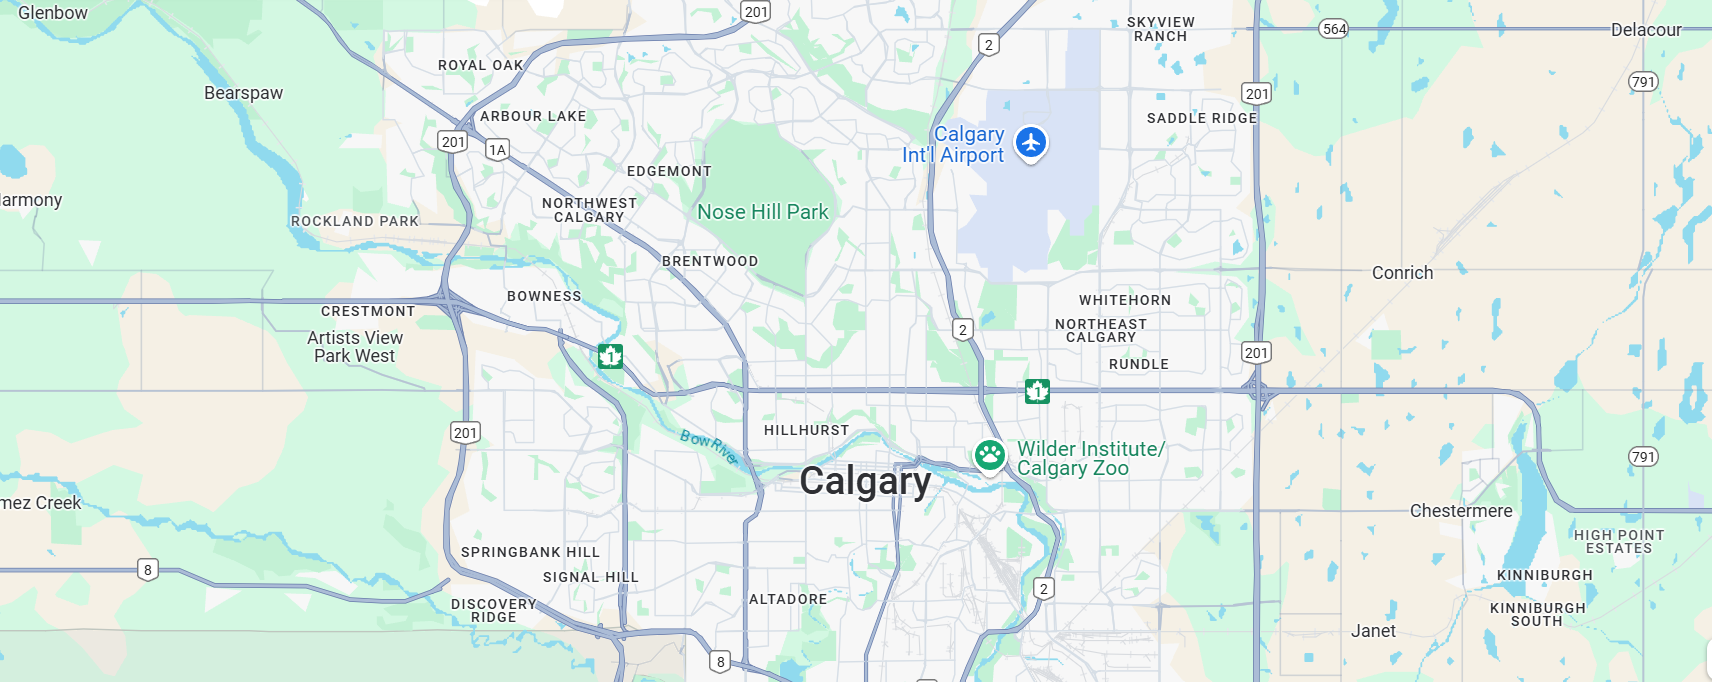 Glenbow
201
SKYVIEW
RANCH
564
Delacour
2
ROYAL OAK
791
Bearspaw
201
ARBOUR LAKE
SADDLE RIDGE
201
1A
Calgary
Int'l Airport
EDGEMONT
NORTHWEST
CALGARY
Nose Hill Park
armony
ROCKLAND PARK
BRENTWOOD
Conrich
BOWNESS
WHITEHORN
CRESTMONT
NORTHEAST
CALGARY
2
Artists View
Park West
1
201
RUNDLE
1
HILLHURST
201
Bow River
Wilder Institute/
Calgary Zoo
791
Calgary
mez Creek
Chestermere
HIGH POINT
ESTATES
SPRINGBANK HILL
8
SIGNAL HILL
KINNIBURGH
2
ALTADORE
DISCOVERY
RIDGE
KINNIBURGH
SOUTH
Janet
8